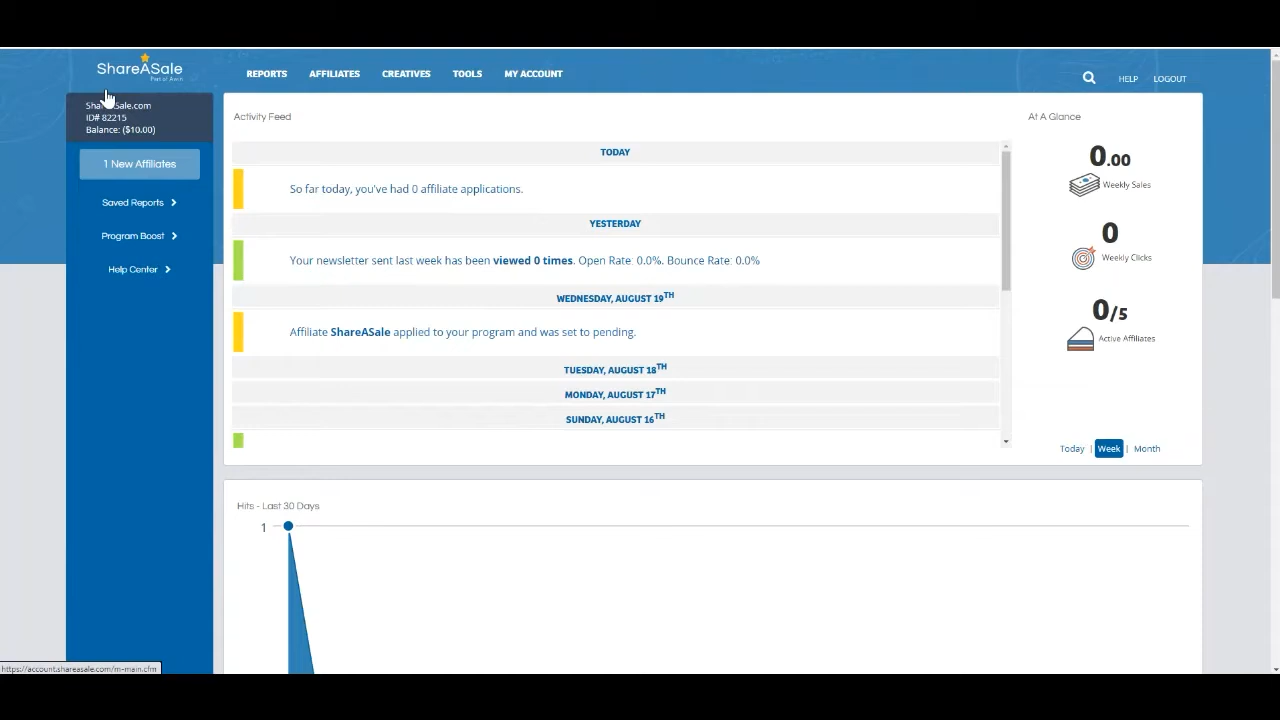 ShareASale
Part of Awin
REPORTS AFFILIATES CREATIVES TOOLS MY ACCOUNT
HELP LOGOUT
ShareASale.com
ID# 82215
Balance: ($10.00)
1 New Affiliates
Saved Reports
Program Boost
Help Center
Activity Feed
TODAY
So far today, you've had 0 affiliate applications.
YESTERDAY
Your newsletter sent last week has been viewed 0 times. Open Rate: 0.0%. Bounce Rate: 0.0%
WEDNESDAY, AUGUST 19TH
Affiliate ShareASale applied to your program and was set to pending.
TUESDAY, AUGUST 18TH
MONDAY, AUGUST 17TH
SUNDAY, AUGUST 16TH
At A Glance
0.00
Weekly Sales
0
Weekly Clicks
0/5
Active Affiliates
Today | Week | Month
Hits - Last 30 Days
1
https://account.shareasale.com/m-main.cfm